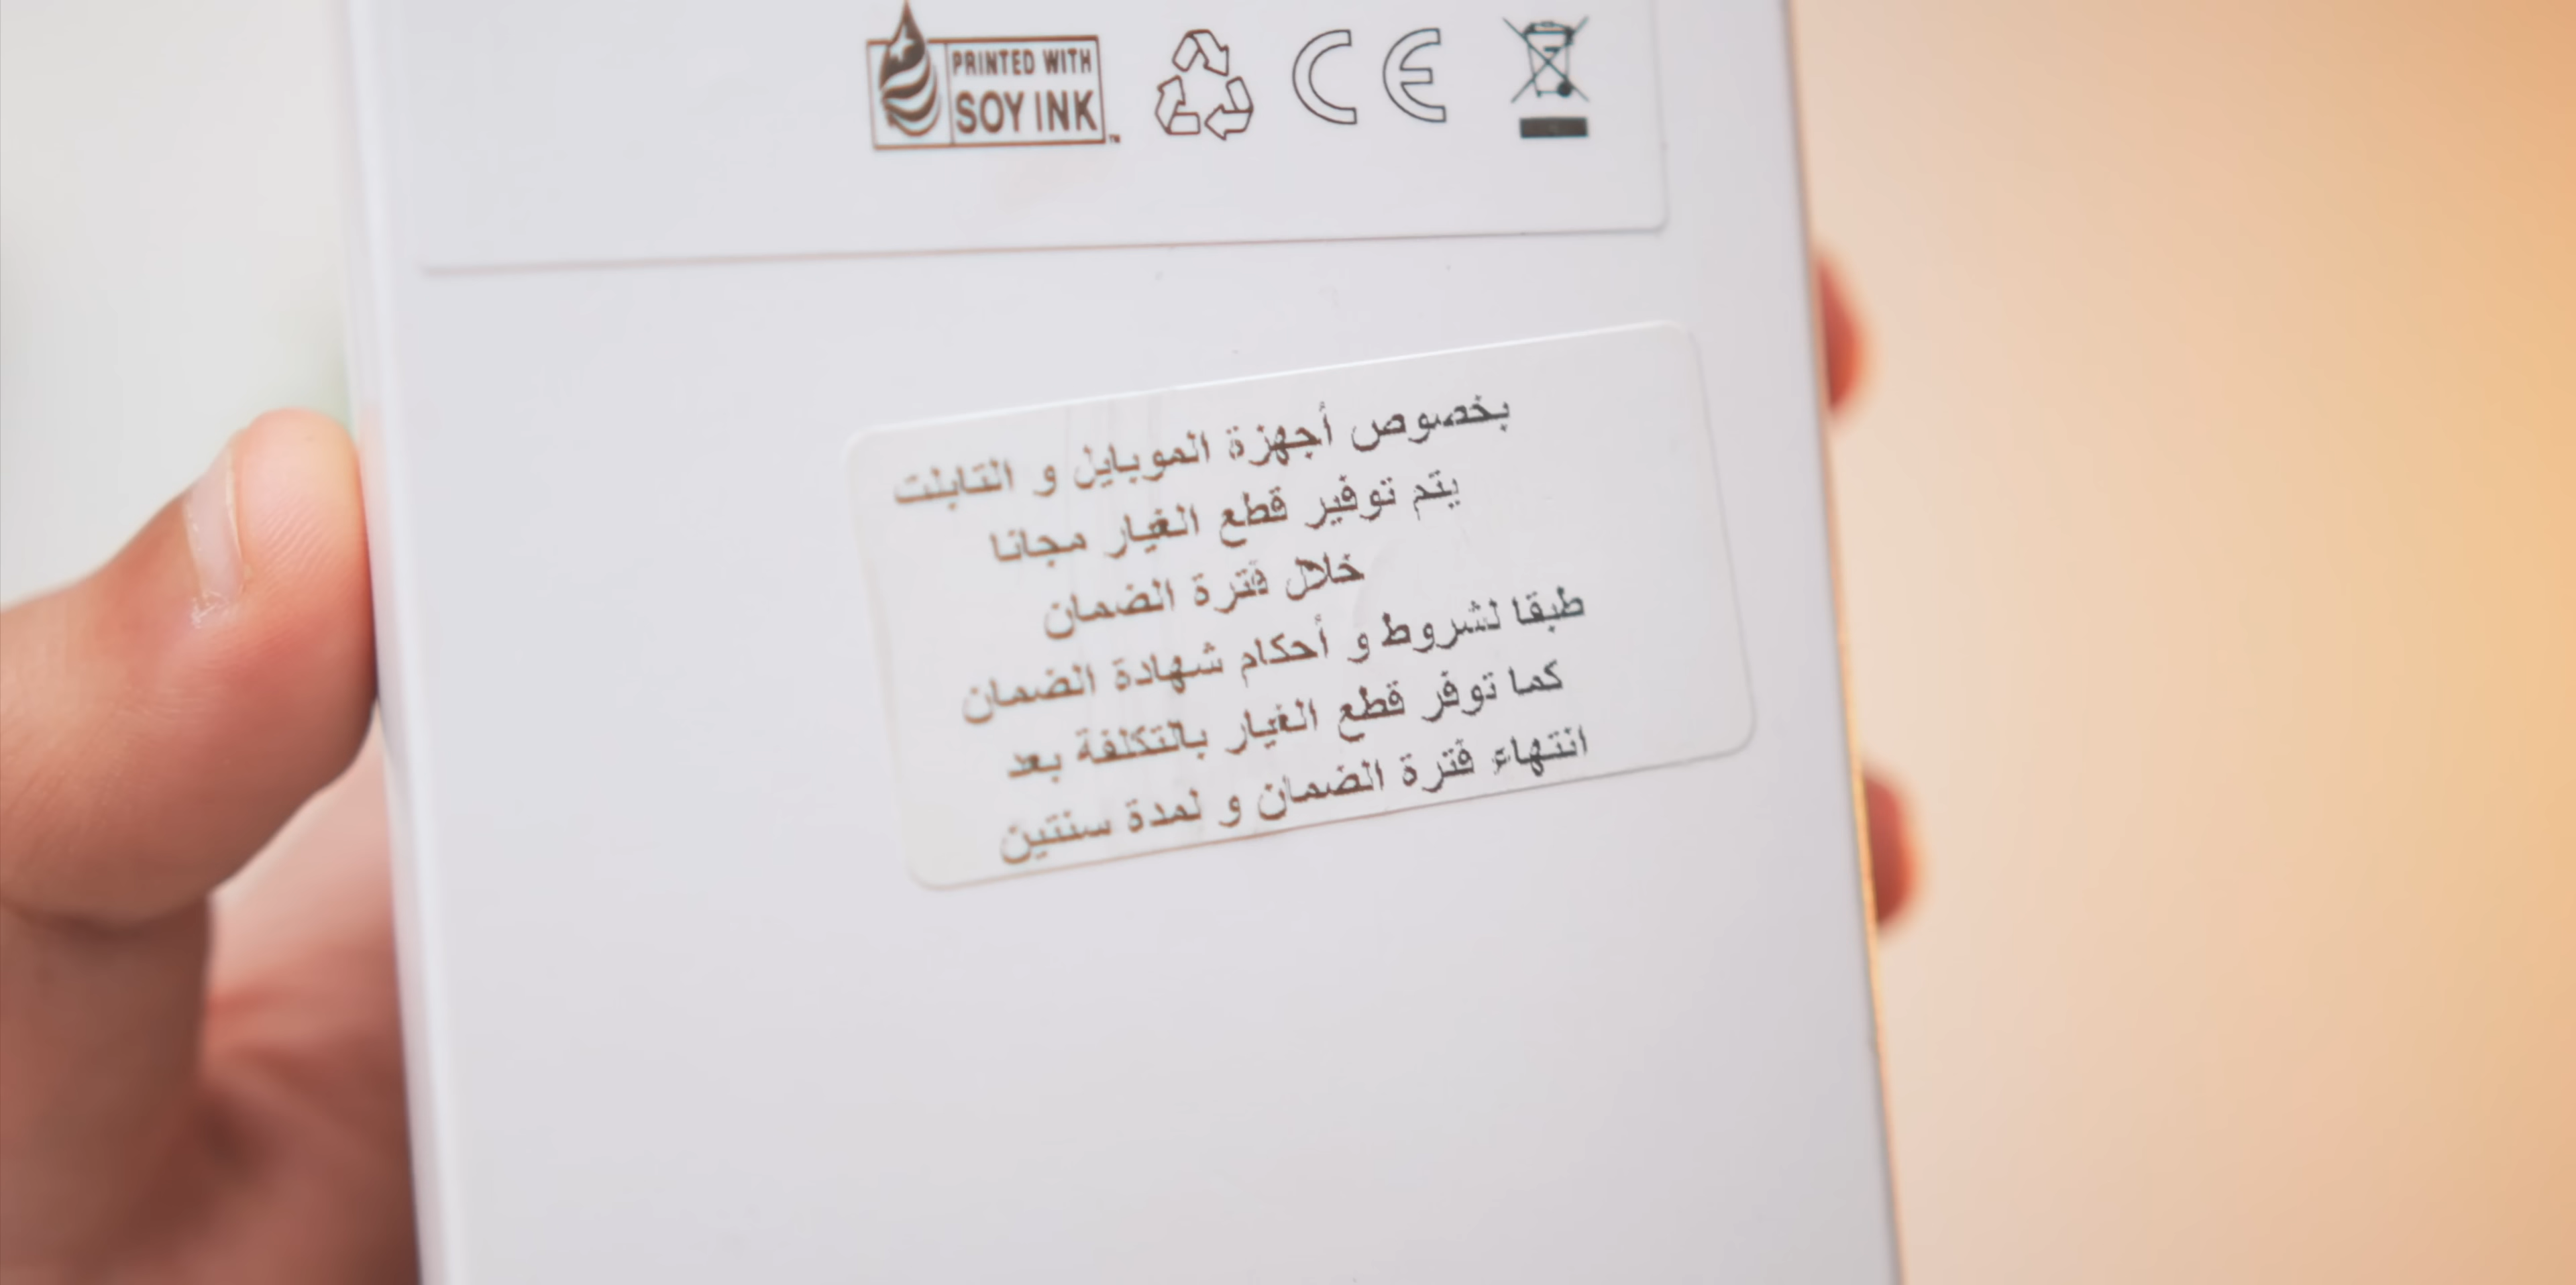 PRINTED WITH
SOY INK™
CE
بخصوص أجهزة الموبايل و التابلت
يتم توفير قطع الغيار مجانا
خلال فترة الضمان
طبقا لشروط و أحكام شهادة الضمان
كما توفر قطع الغيار بالتكلفة بعد
انتهاء فترة الضمان و لمدة سنتين